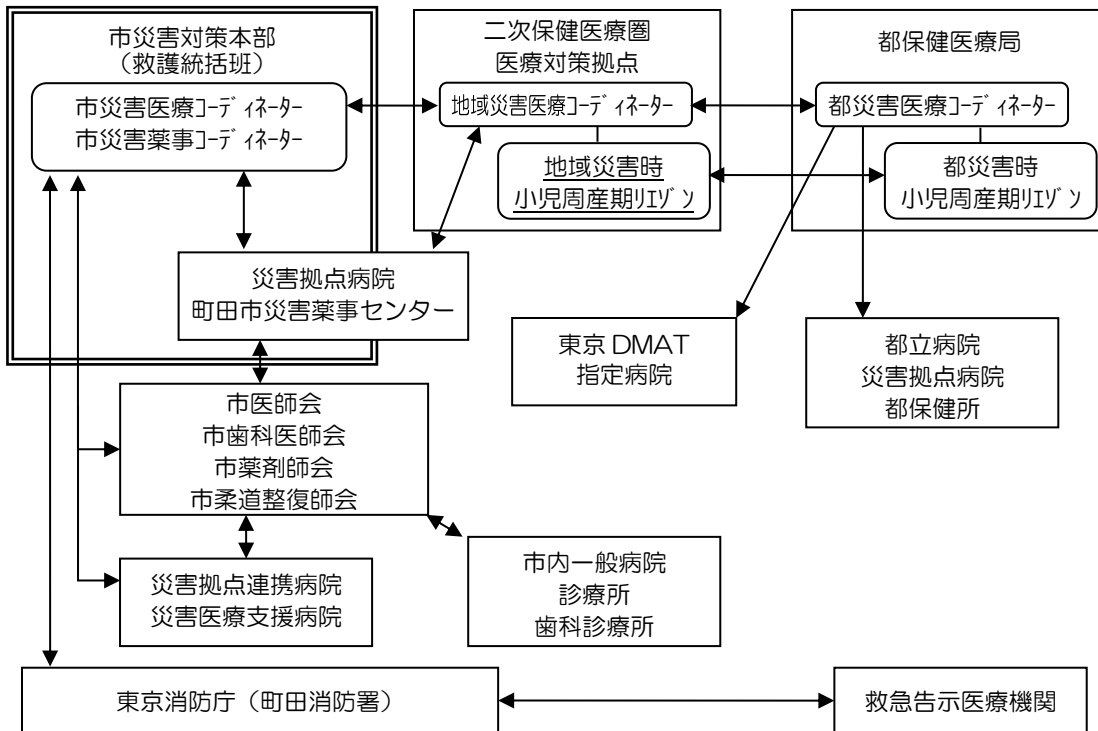 市災害対策本部
（救護統括班）
市災害医療ｺｰﾃﾞｨﾈｰﾀｰ
市災害薬事ｺｰﾃﾞｨﾈｰﾀｰ
二次保健医療圏
医療対策拠点
地域災害医療ｺｰﾃﾞｨﾈｰﾀｰ
地域災害時
小児周産期ﾘｴｿﾞﾝ
都保健医療局
都災害医療ｺｰﾃﾞｨﾈｰﾀｰ
都災害時
小児周産期ﾘｴｿﾞﾝ
災害拠点病院
町田市災害薬事センター
東京 DMAT
指定病院
都立病院
災害拠点病院
都保健所
市医師会
市歯科医師会
市薬剤師会
市柔道整復師会
災害拠点連携病院
災害医療支援病院
市内一般病院
診療所
歯科診療所
東京消防庁（町田消防署）
救急告示医療機関